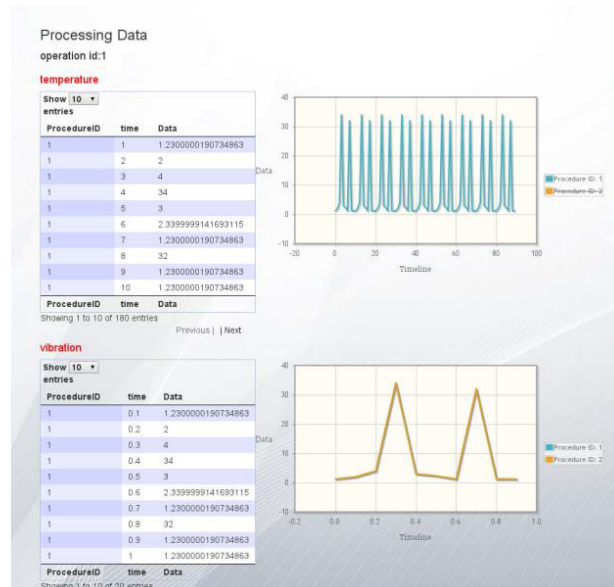 Processing Data
operation id:1
temperature
Show 10
entries
ProcedureID time Data
1 1 1.2300000190734863
1 2 2
1 3 4
1 4 34
1 5 3
1 6 2.3399999141693115
1 7 1.2300000190734863
1 8 32
1 9 1.2300000190734863
1 10 1.2300000190734863
ProcedureID time Data
Showing 1 to 10 of 180 entries
Previous | | Next
Data
40
30
20
10
0
-10
-20 0 20 40 60 80 100
Timeline
Procedure ID: 1
Procedure ID: 2
vibration
Show 10
entries
ProcedureID time Data
1 0.1 1.2300000190734863
1 0.2 2
1 0.3 4
1 0.4 34
1 0.5 3
1 0.6 2.3399999141693115
1 0.7 1.2300000190734863
1 0.8 32
1 0.9 1.2300000190734863
1 1 1.2300000190734863
ProcedureID time Data
Showing 1 to 10 of 20 entries
Data
40
30
20
10
0
-10
-0.2 0.0 0.2 0.4 0.6 0.8 1.0
Timeline
Procedure ID: 1
Procedure ID: 2